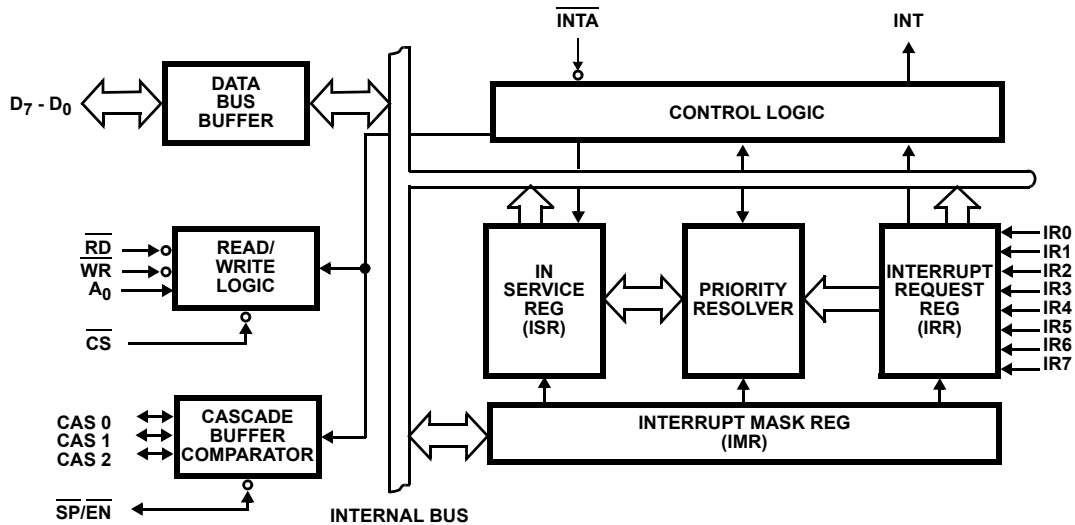 INTA
INT
D7 - D0
DATA
BUS
BUFFER
CONTROL LOGIC
RD
WR
A0
CS
READ/
WRITE
LOGIC
IN
SERVICE
REG
(ISR)
PRIORITY
RESOLVER
INTERRUPT
REQUEST
REG
(IRR)
IR0
IR1
IR2
IR3
IR4
IR5
IR6
IR7
CAS 0
CAS 1
CAS 2
CASCADE
BUFFER
COMPARATOR
INTERRUPT MASK REG
(IMR)
SP/EN
INTERNAL BUS